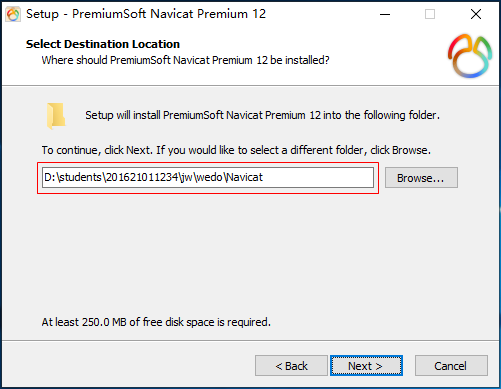 Setup - PremiumSoft Navicat Premium 12
Select Destination Location
Where should PremiumSoft Navicat Premium 12 be installed?
Setup will install PremiumSoft Navicat Premium 12 into the following folder.
To continue, click Next. If you would like to select a different folder, click Browse.
D:\students\201621011234\jw\wedo\Navicat
Browse...
At least 250.0 MB of free disk space is required.
< Back
Next >
Cancel